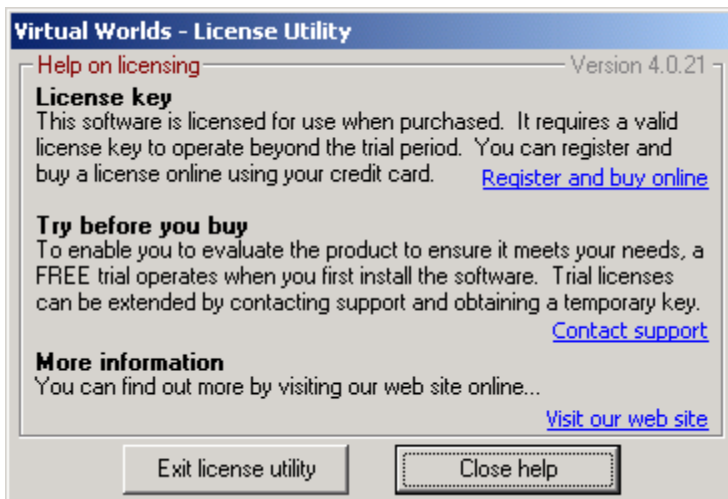 Virtual Worlds - License Utility
Help on licensing Version 4.0.21
License key
This software is licensed for use when purchased. It requires a valid
license key to operate beyond the trial period. You can register and
buy a license online using your credit card. Register and buy online
Try before you buy
To enable you to evaluate the product to ensure it meets your needs, a
FREE trial operates when you first install the software. Trial licenses
can be extended by contacting support and obtaining a temporary key.
Contact support
More information
You can find out more by visiting our web site online...
Visit our web site
Exit license utility Close help